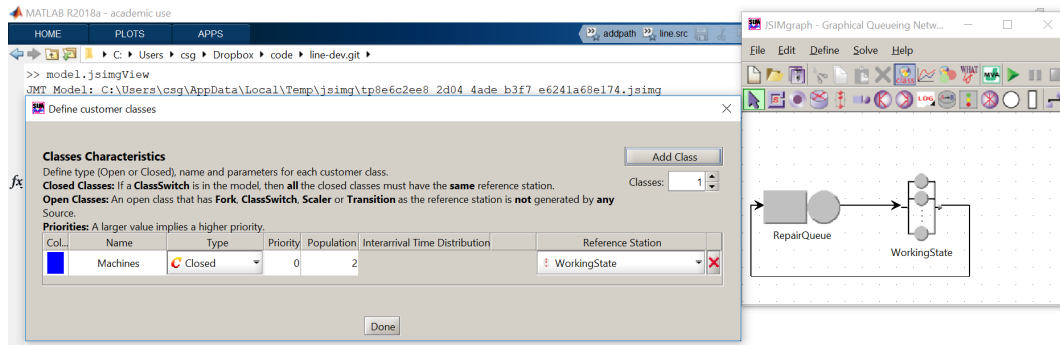 MATLAB R2018a - academic use
HOME PLOTS APPS
addpath line.src
C: Users csg Dropbox code line-dev.git
>> model.jsimgView
JMT Model: C:\Users\csg\AppData\Local\Temp\jsimg\tp8e6c2ee8_2d04_4ade_b3f7_e6241a68e174.jsimg
fx
Define customer classes
Classes Characteristics
Add Class
Define type (Open or Closed), name and parameters for each customer class.
Closed Classes: If a ClassSwitch is in the model, then all the closed classes must have the same reference station.
Classes: 1
Open Classes: An open class that has Fork, ClassSwitch, Scaler or Transition as the reference station is not generated by any
Source.
Priorities: A larger value implies a higher priority.
Col... Name Type Priority Population Interarrival Time Distribution Reference Station
Machines C Closed 0 2 WorkingState
Done
JSIMgraph - Graphical Queueing Netw...
File Edit Define Solve Help
CLASS WHAT IF MVA
LOG
RepairQueue
WorkingState